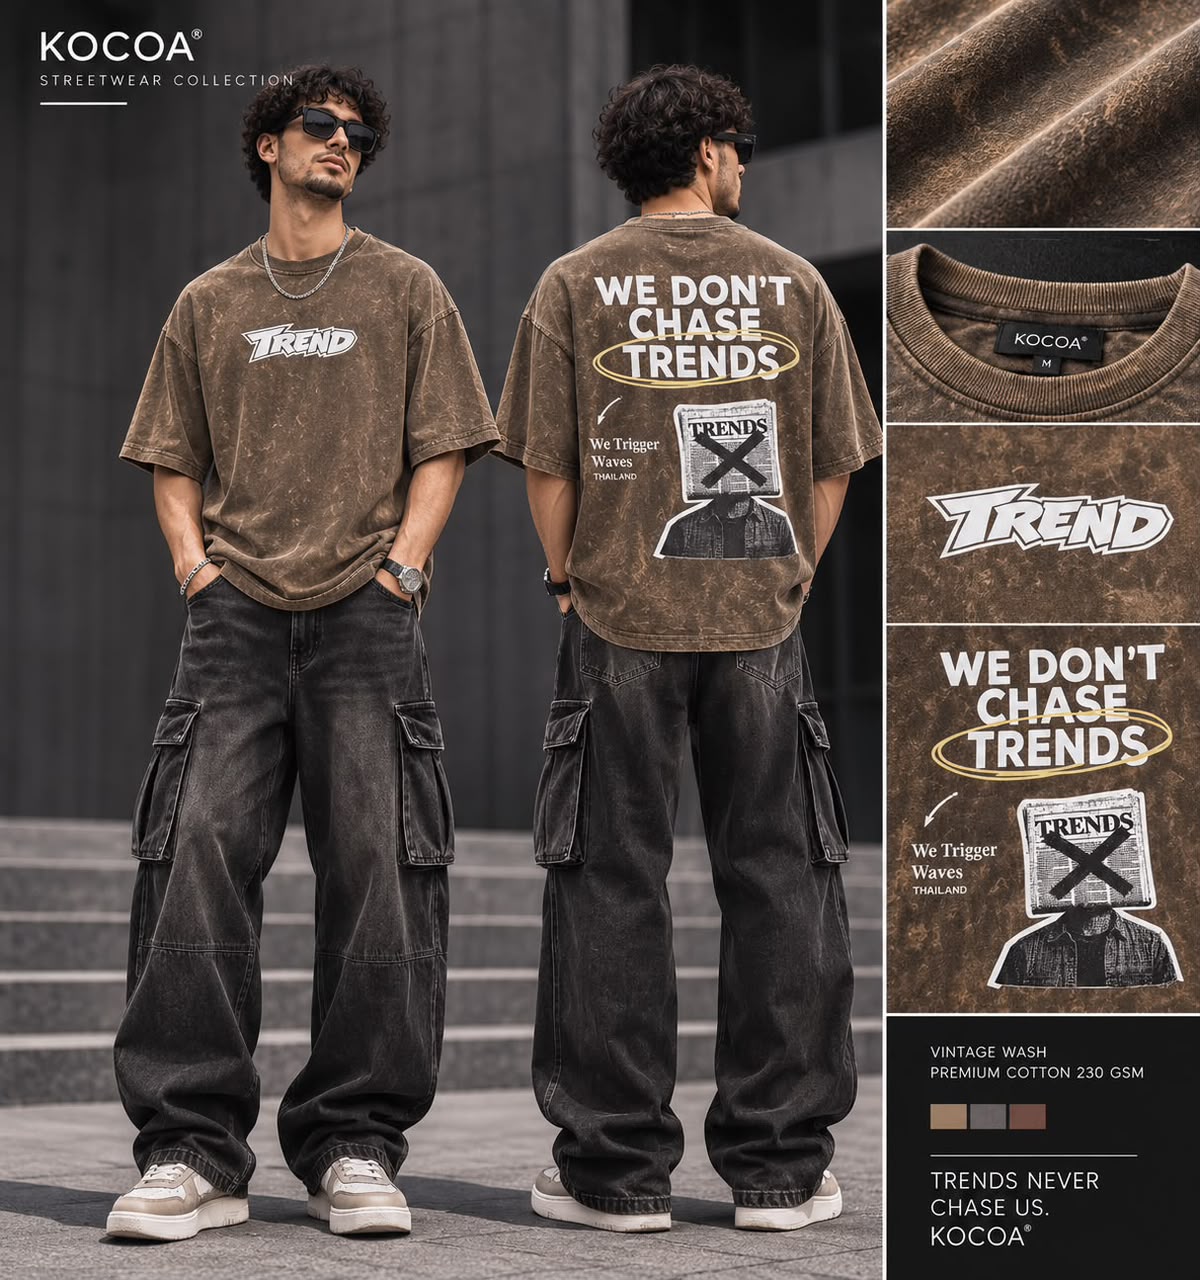 KOCOA®
STREETWEAR COLLECTION
TREND
WE DON'T
CHASE
TRENDS
We Trigger
Waves
THAILAND
TRENDS
KOCOA®
M
TREND
WE DON'T
CHASE
TRENDS
We Trigger
Waves
THAILAND
TRENDS
VINTAGE WASH
PREMIUM COTTON 230 GSM
TRENDS NEVER
CHASE US.
KOCOA®